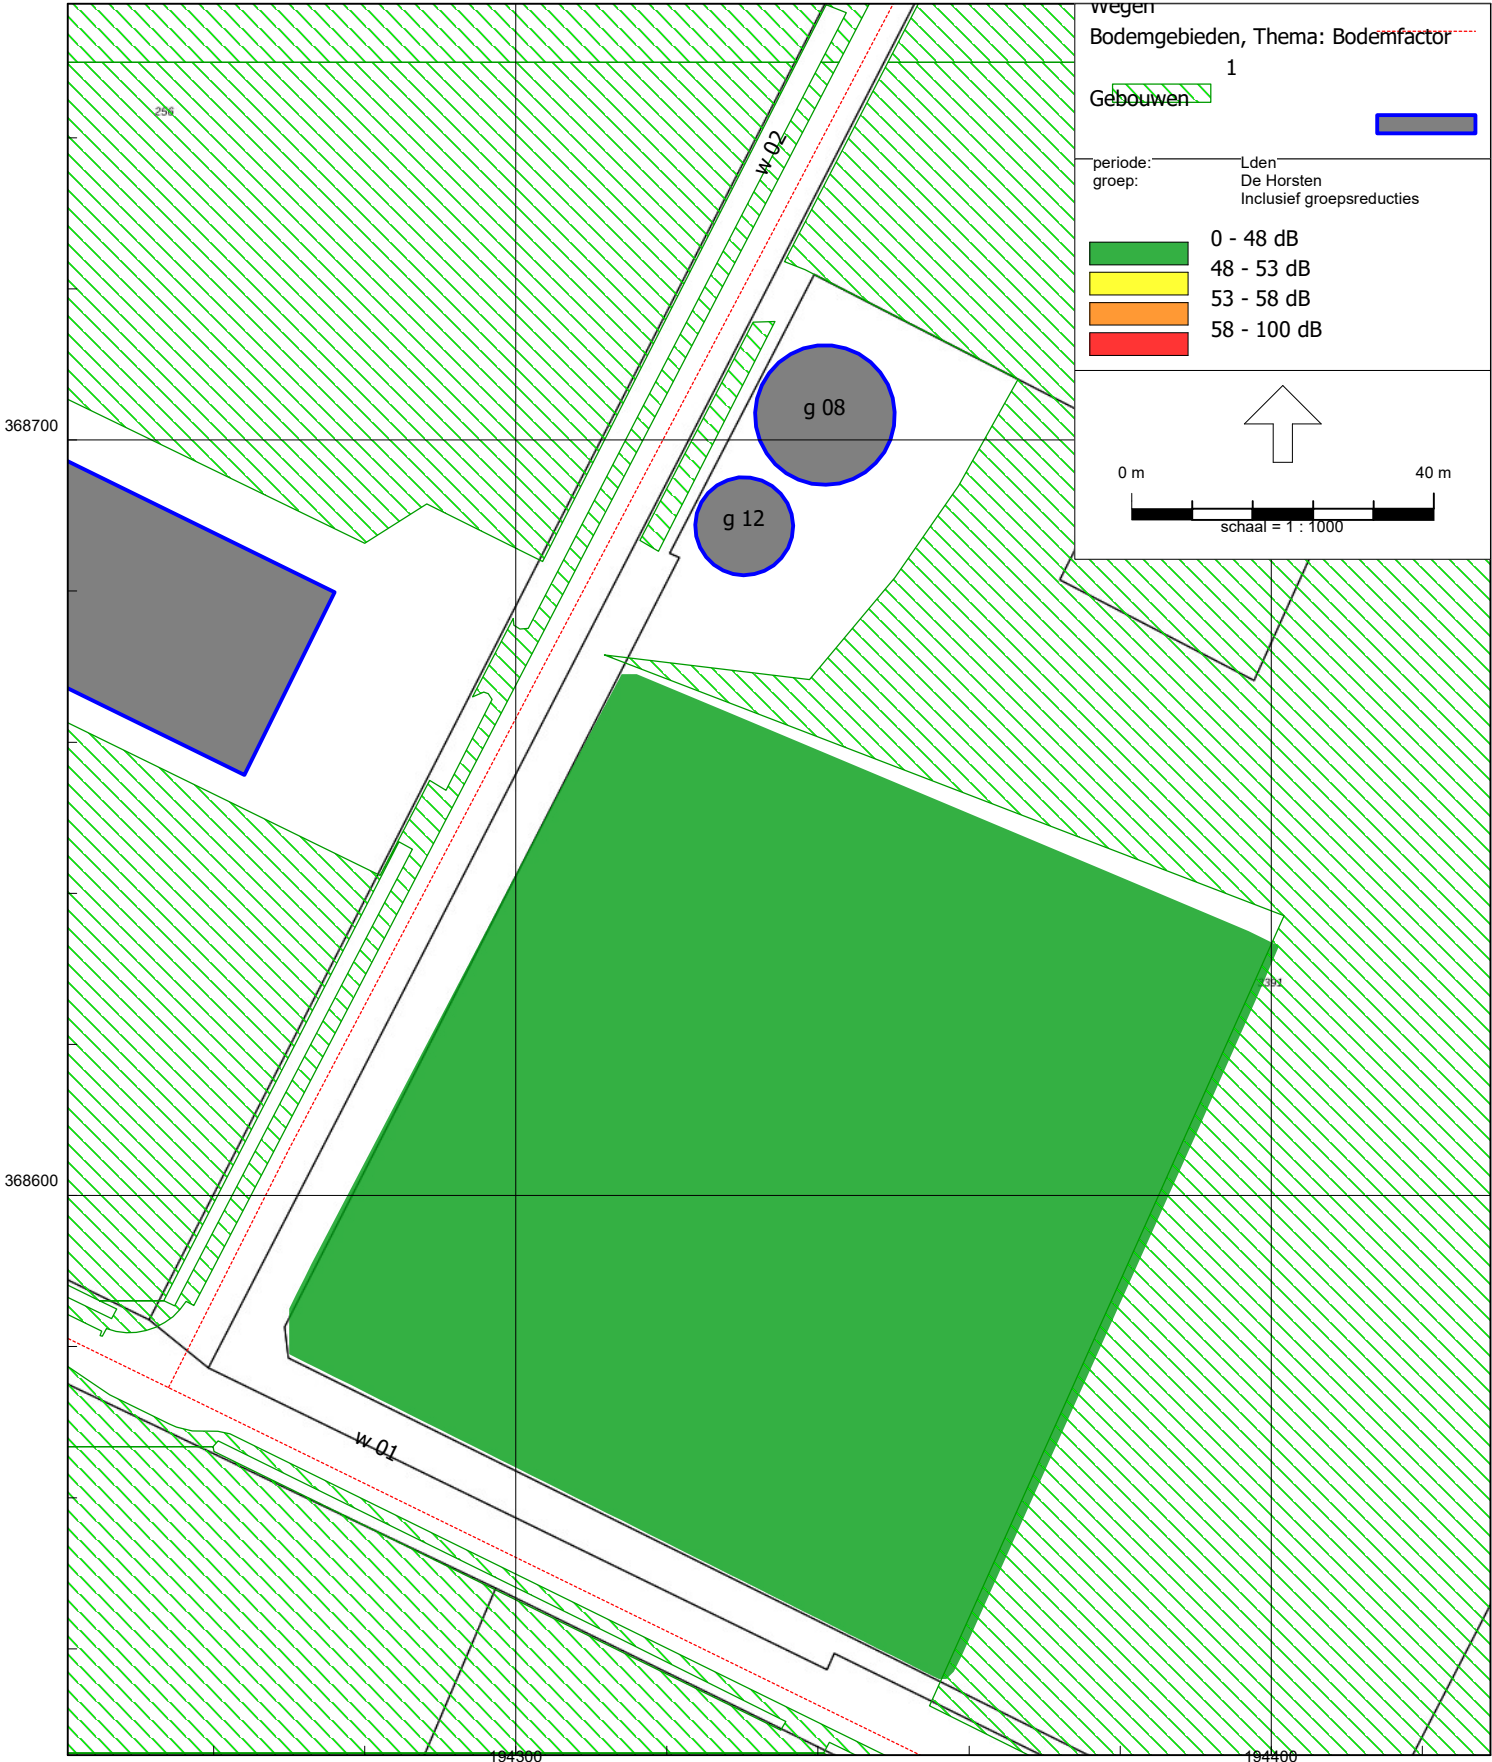 Wegen
Bodemgebieden, Thema: Bodemfactor
1
Gebouwen
periode: Lden
groep: De Horsten
Inclusief groepsreducties
0 - 48 dB
48 - 53 dB
53 - 58 dB
58 - 100 dB
0 m 40 m
schaal = 1 : 1000
256
w 02
g 08
368700
g 12
391
368600
w 01
194300 194400